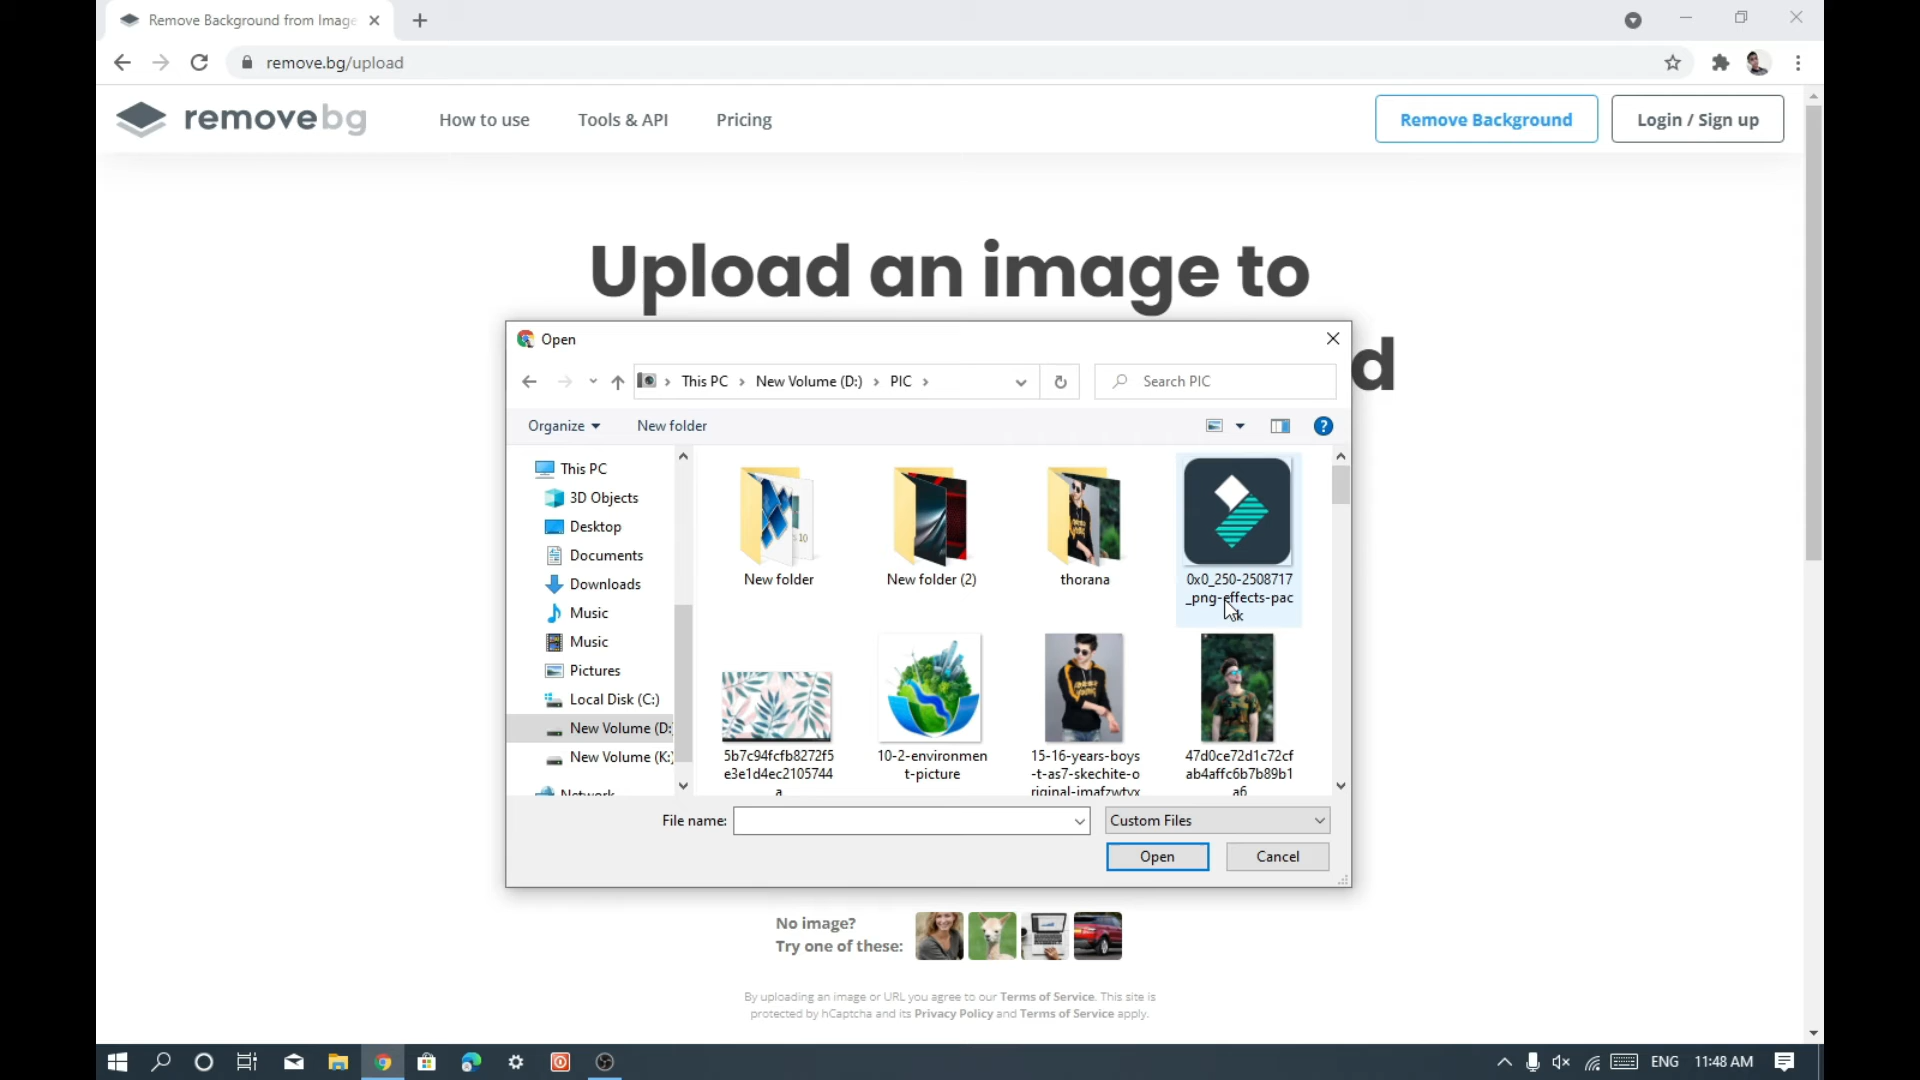 Remove Background from Image
remove.bg/upload
removebg
How to use
Tools & API
Pricing
Remove Background
Login / Sign up
Upload an image to
d
Open
This PC
New Volume (D:)
PIC
Search PIC
Organize
New folder
This PC
3D Objects
Desktop
Documents
Downloads
Music
Music
Pictures
Local Disk (C:)
New Volume (D:
New Volume (K:
Network
New folder
New folder (2)
thorana
0x0_250-2508717
_png-effects-pac
k
5b7c94fcfb8272f5
e3e1d4ec2105744
a
10-2-environmen
t-picture
15-16-years-boys
-t-as7-skechite-o
riginal-imafzwtvx
47d0ce72d1c72cf
ab4affc6b7b89b1
a6
File name:
Custom Files
Open
Cancel
No image?
Try one of these:
By uploading an image or URL you agree to our Terms of Service. This site is
protected by hCaptcha and its Privacy Policy and Terms of Service apply.
ENG
11:48 AM